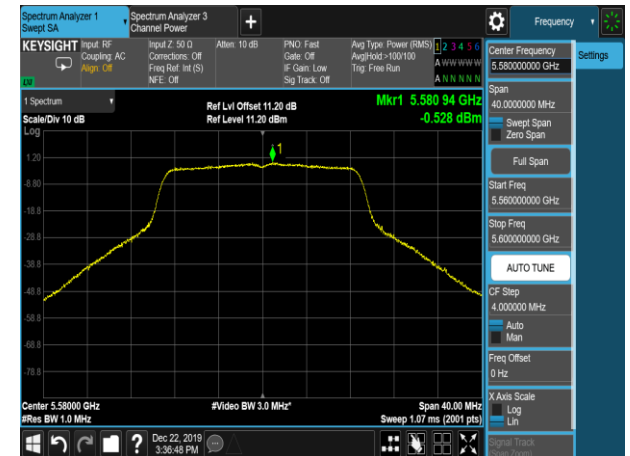 Spectrum Analyzer 1
Swept SA
Spectrum Analyzer 3
Channel Power
Frequency
KEYSIGHT
Input: RF
Coupling: AC
Align: Off
Input Z: 50 Ω
Corrections: Off
Freq Ref: Int (S)
NFE: Off
Atten: 10 dB
PNO: Fast
Gate: Off
IF Gain: Low
Sig Track: Off
Avg Type: Power (RMS)
Avg|Hold:>100/100
Trig: Free Run
1 2 3 4 5 6
A W W W W W
A N N N N N
1 Spectrum
Scale/Div 10 dB
Log
Ref Lvl Offset 11.20 dB
Ref Level 11.20 dBm
Mkr1 5.580 94 GHz
-0.528 dBm
1
1.20
-8.80
-18.8
-28.8
-38.8
-48.8
-58.8
-68.8
-78.8
Center 5.58000 GHz
#Res BW 1.0 MHz
#Video BW 3.0 MHz*
Span 40.00 MHz
Sweep 1.07 ms (2001 pts)
Center Frequency
5.580000000 GHz
Settings
Span
40.0000000 MHz
Swept Span
Zero Span
Full Span
Start Freq
5.560000000 GHz
Stop Freq
5.600000000 GHz
AUTO TUNE
CF Step
4.000000 MHz
Auto
Man
Freq Offset
0 Hz
X Axis Scale
Log
Lin
Signal Track
(Span Zoom)
?
Dec 22, 2019
3:36:48 PM